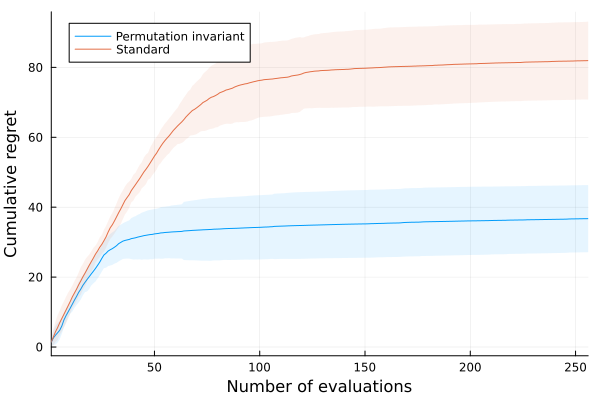 Permutation invariant
Standard
Cumulative regret
80
60
40
20
0
50
100
150
200
250
Number of evaluations